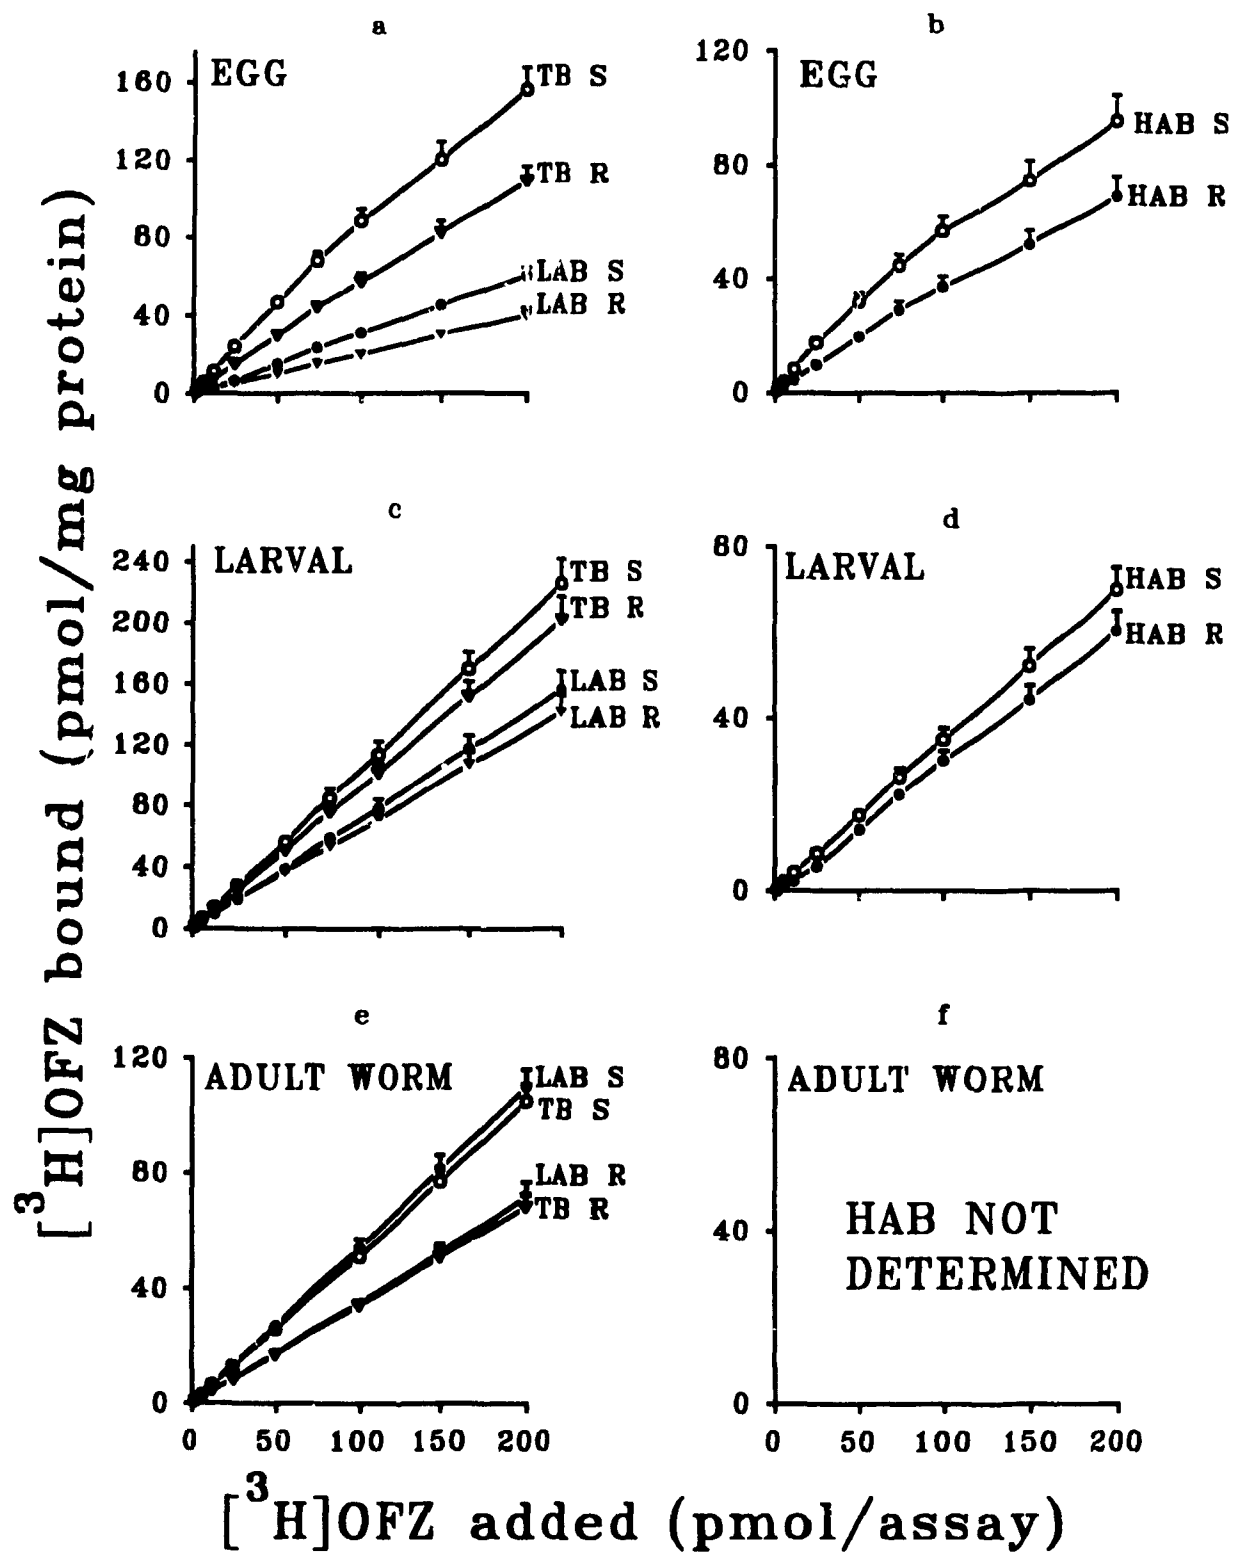 a
EGG
160
120
80
40
0
TB S
TB R
LAB S
LAB R
b
EGG
120
80
40
0
HAB S
HAB R
c
LARVAL
240
200
160
120
80
40
0
TB S
TB R
LAB S
LAB R
d
LARVAL
80
40
0
HAB S
HAB R
e
ADULT WORM
120
80
40
0
LAB S
TB S
LAB R
TB R
0 50 100 150 200
f
ADULT WORM
80
40
0
HAB NOT
DETERMINED
0 50 100 150 200
[³H]OFZ bound (pmol/mg protein)
[³H]OFZ added (pmol/assay)